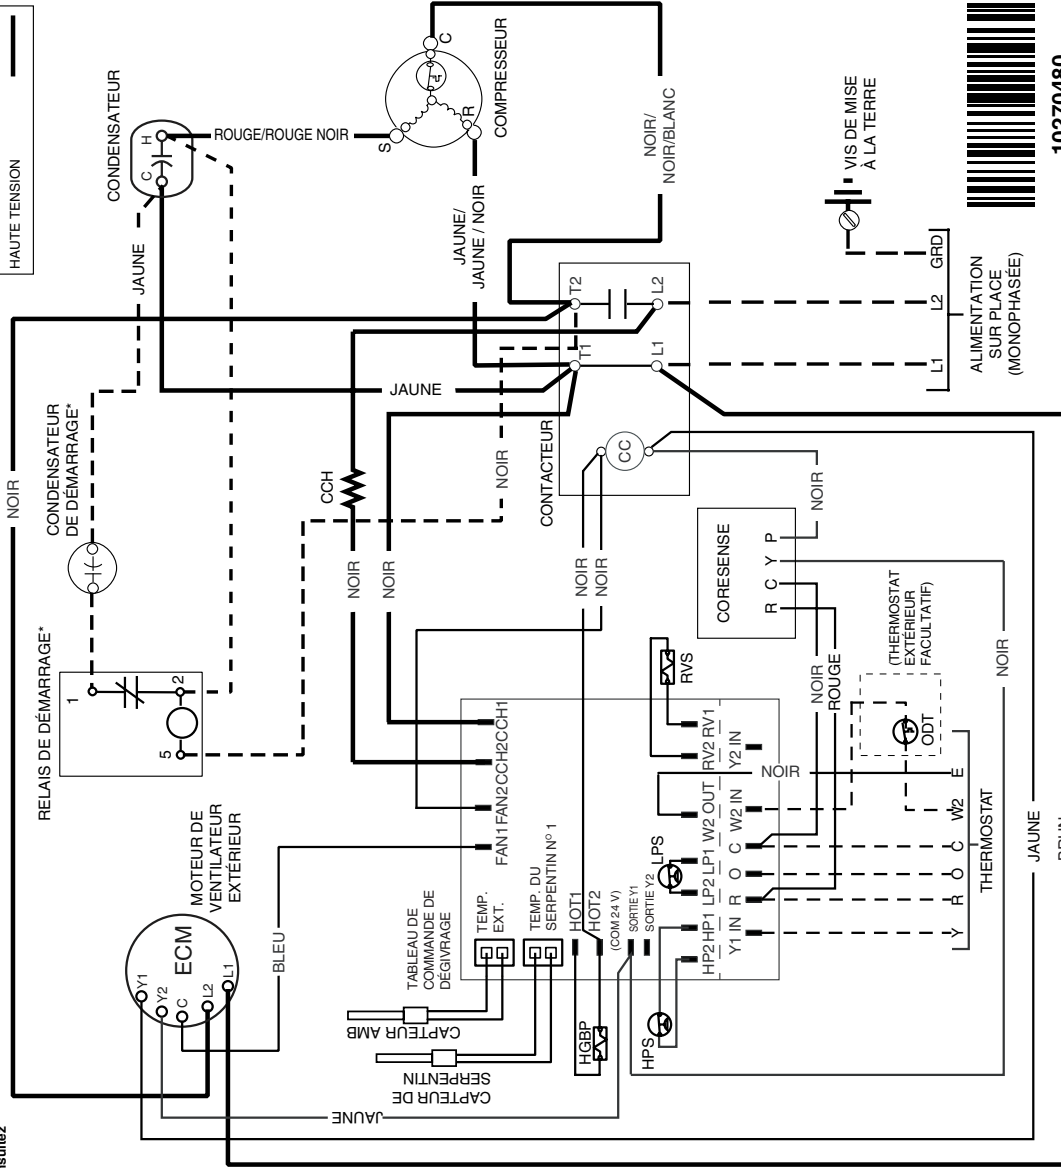 HAUTE TENSION
CONDENSATEUR
H
C
ROUGE/ROUGE NOIR
S
R
C
COMPRESSEUR
JAUNE
JAUNE/
JAUNE / NOIR
NOIR/
NOIR/BLANC
VIS DE MISE
À LA TERRE
10270480
NOIR
CONDENSATEUR
DE DÉMARRAGE*
CCH
JAUNE
NOIR
CONTACTEUR
T2
L2
T1
L1
CC
L1
L2
GRD
ALIMENTATION
SUR PLACE
(MONOPHASÉE)
RELAIS DE DÉMARRAGE*
1
2
5
NOIR
NOIR
NOIR
NOIR
NOIR
CORESENSE
R
C
Y
P
RVS
NOIR
ROUGE
(THERMOSTAT
EXTÉRIEUR
FACULTATIF)
ODT
NOIR
MOTEUR DE
VENTILATEUR
EXTÉRIEUR
ECM
Y1
Y2
C
L2
L1
BLEU
FAN1
FAN2
CCH2
CCH1
TABLEAU DE
COMMANDE DE
DÉGIVRAGE
TEMP.
EXT.
TEMP. DU
SERPENTIN Nº 1
HOT1
HOT2
(COM 24 V)
SORTIE Y1
SORTIE Y2
HP2
HP1
LP2
LP1
W2 OUT
RV2
RV1
Y1 IN
R
O
C
W2 IN
Y2 IN
LPS
HPS
HGBP
NOIR
CAPTEUR AMB
CAPTEUR DE
SERPENTIN
JAUNE
Y
R
O
C
W2
E
THERMOSTAT
JAUNE
BRUN